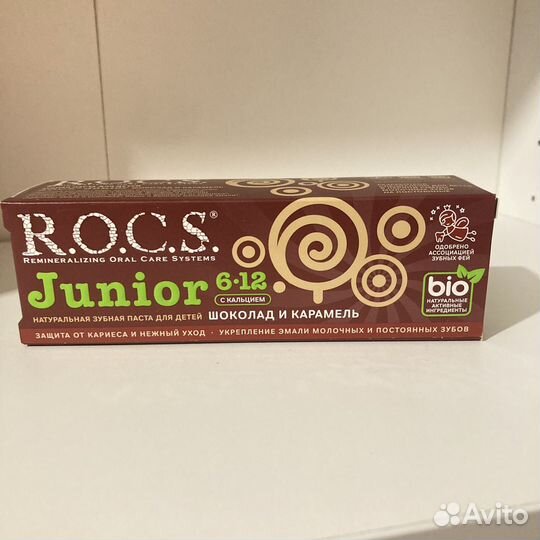 R.O.C.S.®
REMINERALIZING ORAL CARE SYSTEMS
Junior 6-12
С КАЛЬЦИЕМ
НАТУРАЛЬНАЯ ЗУБНАЯ ПАСТА ДЛЯ ДЕТЕЙ ШОКОЛАД И КАРАМЕЛЬ
ЗАЩИТА ОТ КАРИЕСА И НЕЖНЫЙ УХОД · УКРЕПЛЕНИЕ ЭМАЛИ МОЛОЧНЫХ И ПОСТОЯННЫХ ЗУБОВ
ОДОБРЕНО
АССОЦИАЦИЕЙ
ЗУБНЫХ ФЕЙ
bio
НАТУРАЛЬНЫЕ
АКТИВНЫЕ
ИНГРЕДИЕНТЫ
Avito